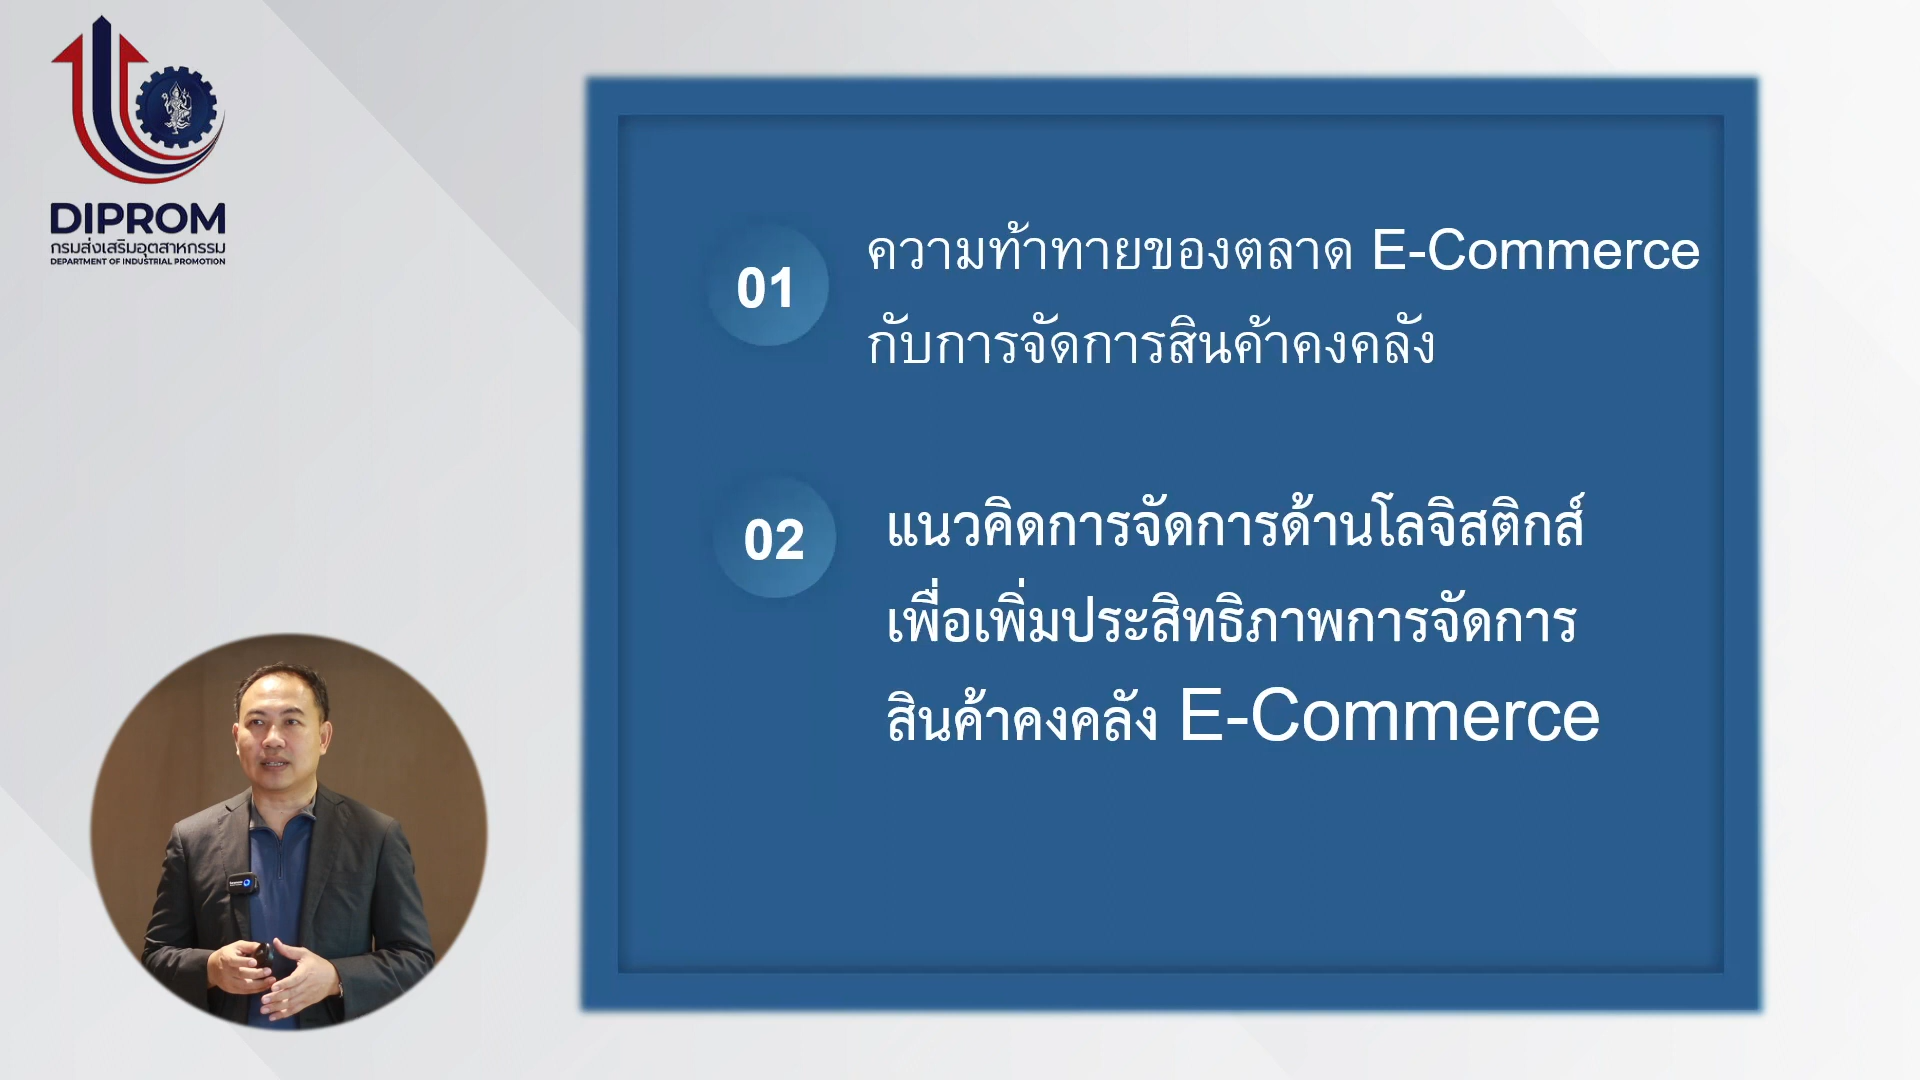 DIPROM
กรมส่งเสริมอุตสาหกรรม
DEPARTMENT OF INDUSTRIAL PROMOTION
01
ความท้าทายของตลาด E-Commerce
กับการจัดการสินค้าคงคลัง
02
แนวคิดการจัดการด้านโลจิสติกส์
เพื่อเพิ่มประสิทธิภาพการจัดการ
สินค้าคงคลัง E-Commerce